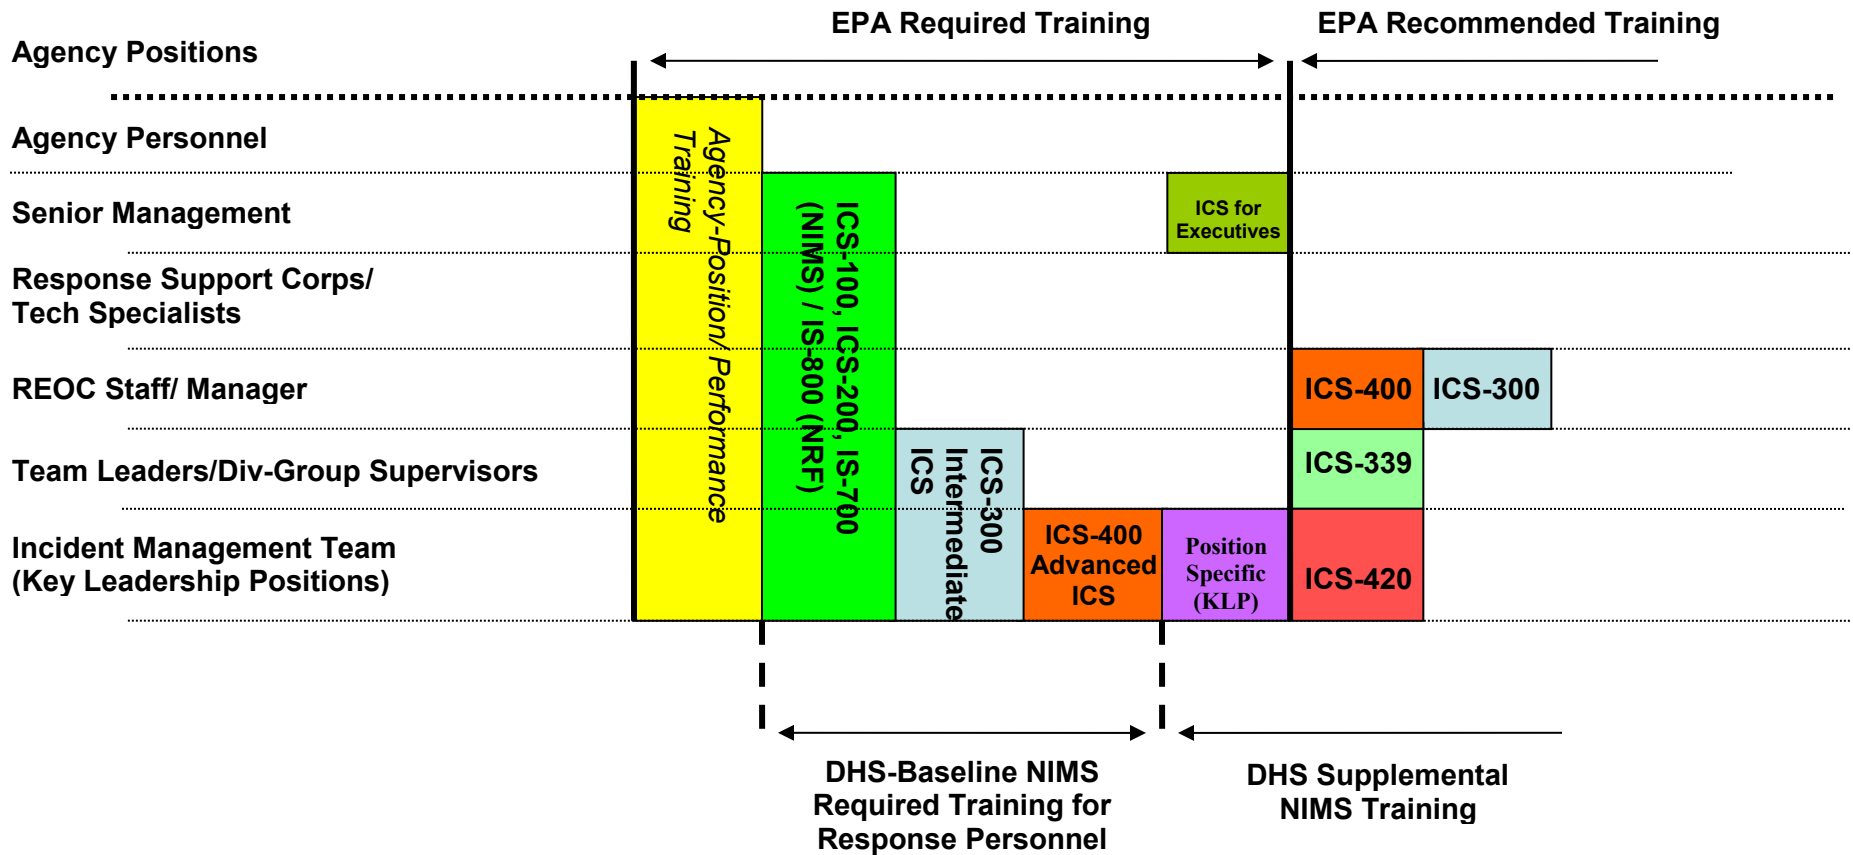 EPA Required Training
EPA Recommended Training
Agency Positions
Agency Personnel
Senior Management
Response Support Corps/
Tech Specialists
REOC Staff/ Manager
Team Leaders/Div-Group Supervisors
Incident Management Team
(Key Leadership Positions)
Agency-Position/ Performance
Training
ICS-100, ICS-200, IS-700
(NIMS) / IS-800 (NRF)
ICS-300
Intermediate
ICS
ICS-400
Advanced
ICS
ICS for
Executives
Position
Specific
(KLP)
ICS-400
ICS-300
ICS-339
ICS-420
DHS-Baseline NIMS
Required Training for
Response Personnel
DHS Supplemental
NIMS Training